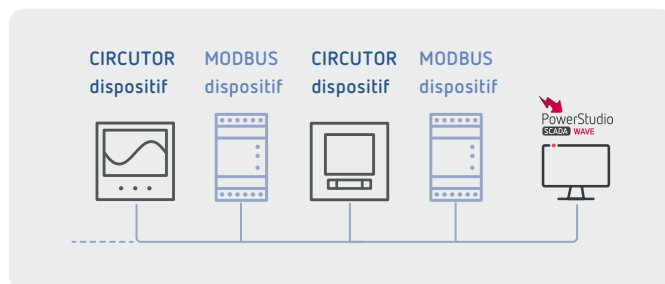 CIRCUTOR
dispositif
MODBUS
dispositif
CIRCUTOR
dispositif
MODBUS
dispositif
PowerStudio
SCADA WAVE